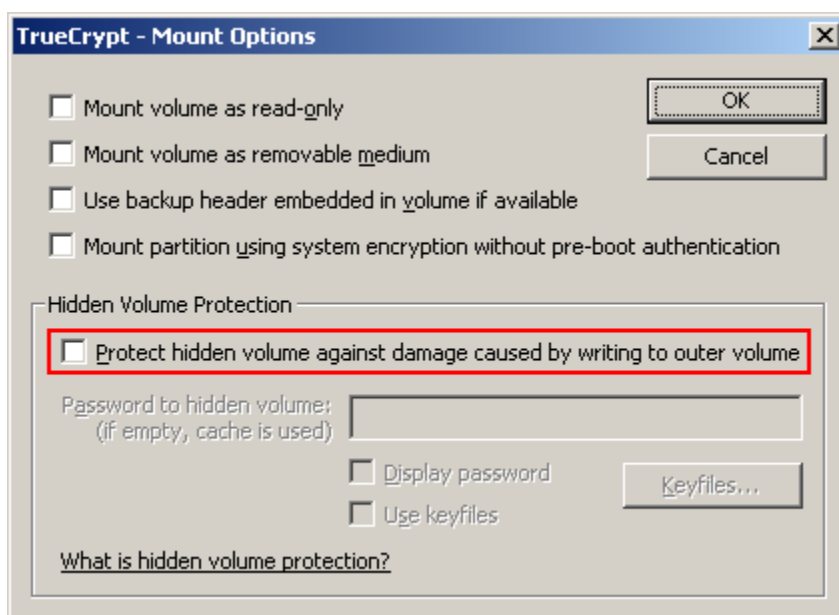 TrueCrypt - Mount Options
Mount volume as read-only
OK
Mount volume as removable medium
Cancel
Use backup header embedded in volume if available
Mount partition using system encryption without pre-boot authentication
Hidden Volume Protection
Protect hidden volume against damage caused by writing to outer volume
Password to hidden volume:
(if empty, cache is used)
Display password
Keyfiles...
Use keyfiles
What is hidden volume protection?